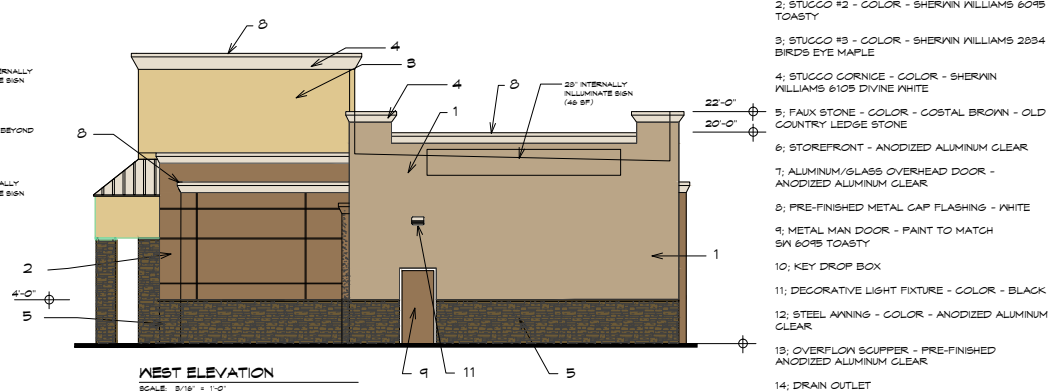 8
4
3
ERNALLY
E SIGN
BEYOND
8
ALLY
E SIGN
2
4'-0"
5
4
8
1
23" INTERNALLY
INLLUMINATE SIGN
(46 SF)
22'-0"
20'-0"
1
9
11
5
WEST ELEVATION
SCALE: 3/16" = 1'-0"
2; STUCCO #2 - COLOR - SHERWIN WILLIAMS 6095
TOASTY
3; STUCCO #3 - COLOR - SHERWIN WILLIAMS 2834
BIRDS EYE MAPLE
4; STUCCO CORNICE - COLOR - SHERWIN
WILLIAMS 6105 DIVINE WHITE
5; FAUX STONE - COLOR - COSTAL BROWN - OLD
COUNTRY LEDGE STONE
6; STOREFRONT - ANODIZED ALUMINUM CLEAR
7; ALUMINUM/GLASS OVERHEAD DOOR -
ANODIZED ALUMINUM CLEAR
8; PRE-FINISHED METAL CAP FLASHING - WHITE
9; METAL MAN DOOR - PAINT TO MATCH
SW 6095 TOASTY
10; KEY DROP BOX
11; DECORATIVE LIGHT FIXTURE - COLOR - BLACK
12; STEEL AWNING - COLOR - ANODIZED ALUMINUM
CLEAR
13; OVERFLOW SCUPPER - PRE-FINISHED
ANODIZED ALUMINUM CLEAR
14; DRAIN OUTLET